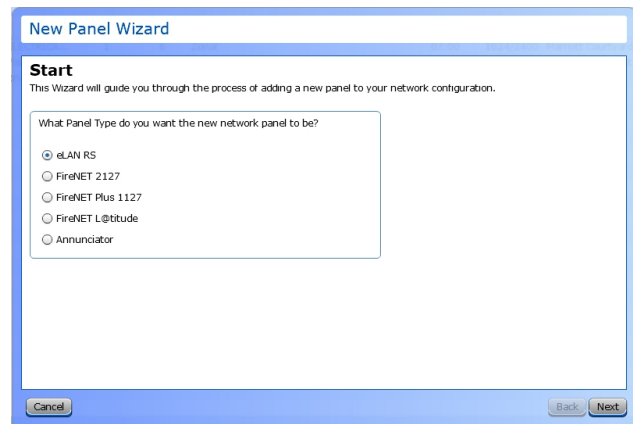 New Panel Wizard
Start
This Wizard will guide you through the process of adding a new panel to your network configuration.
What Panel Type do you want the new network panel to be?
eLAN RS
FireNET 2127
FireNET Plus 1127
FireNET L@titude
Annunciator
Cancel
Back
Next